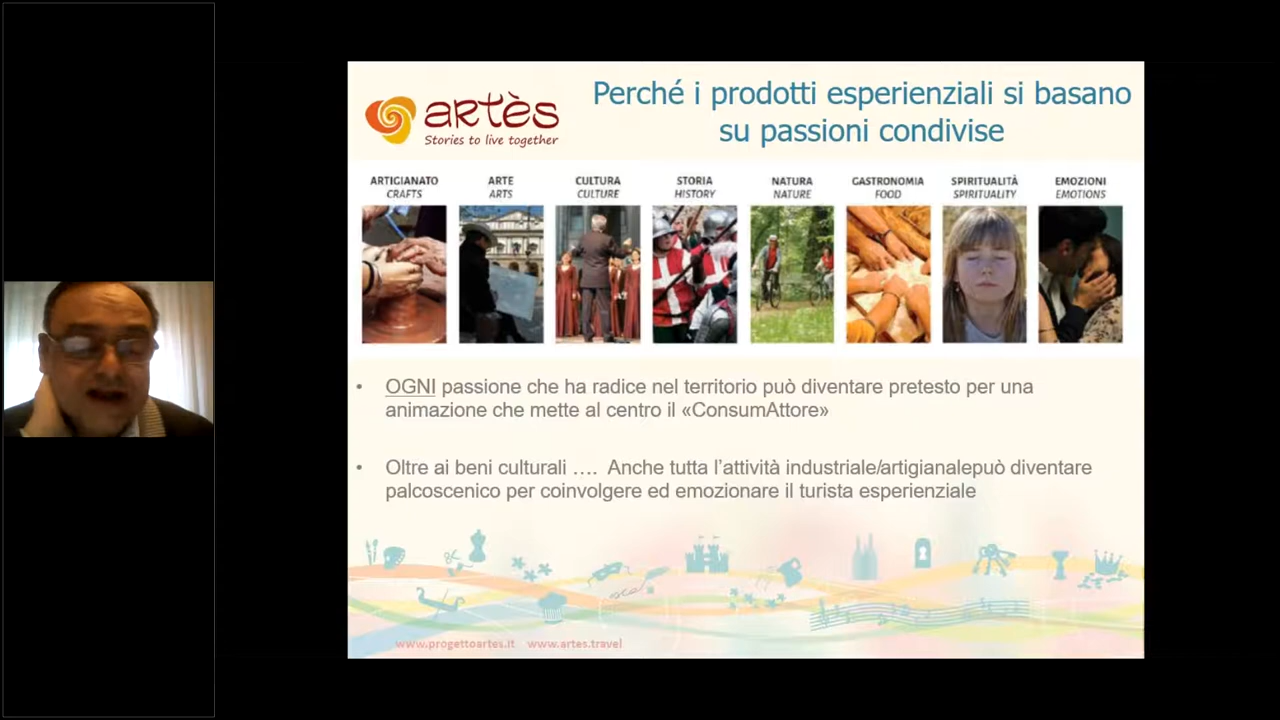 artès
Stories to live together
Perché i prodotti esperienziali si basano
su passioni condivise
ARTIGIANATO
CRAFTS
ARTE
ARTS
CULTURA
CULTURE
STORIA
HISTORY
NATURA
NATURE
GASTRONOMIA
FOOD
SPIRITUALITÀ
SPIRITUALITY
EMOZIONI
EMOTIONS
• OGNI passione che ha radice nel territorio può diventare pretesto per una
animazione che mette al centro il «ConsumAttore»
• Oltre ai beni culturali …. Anche tutta l'attività industriale/artigianalepuò diventare
palcoscenico per coinvolgere ed emozionare il turista esperienziale
www.progettoartes.it www.artes.travel